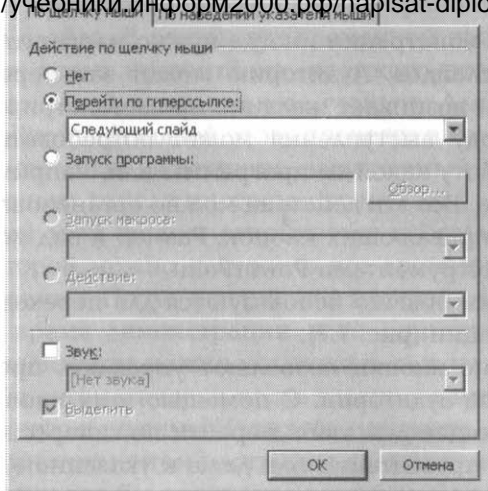 /учебники.информ2000.рф/napisat-diplo
По щелчку мыши | По наведении указателя мыши
Действие по щелчку мыши
Нет
Перейти по гиперссылке:
Следующий слайд
Запуск программы:
Обзор...
Запуск макроса:
Действие:
Звук:
[Нет звука]
Выделить
ОК Отмена